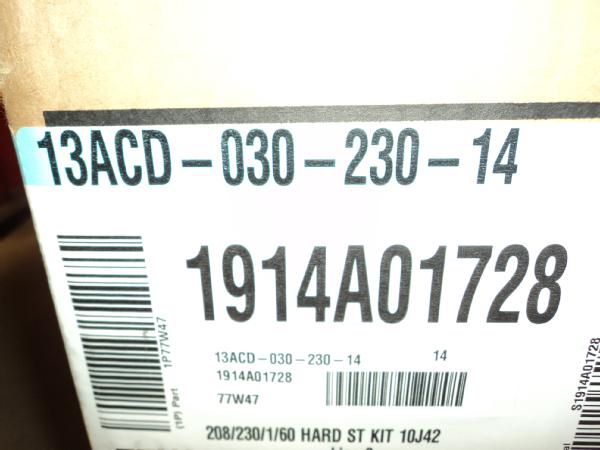 13ACD-030-230-14
1914A01728
13ACD-030-230-14 14
1914A01728
77W47
208/230/1/60 HARD ST KIT 10J42
(1P) Part 1P77W47
S1914A01728